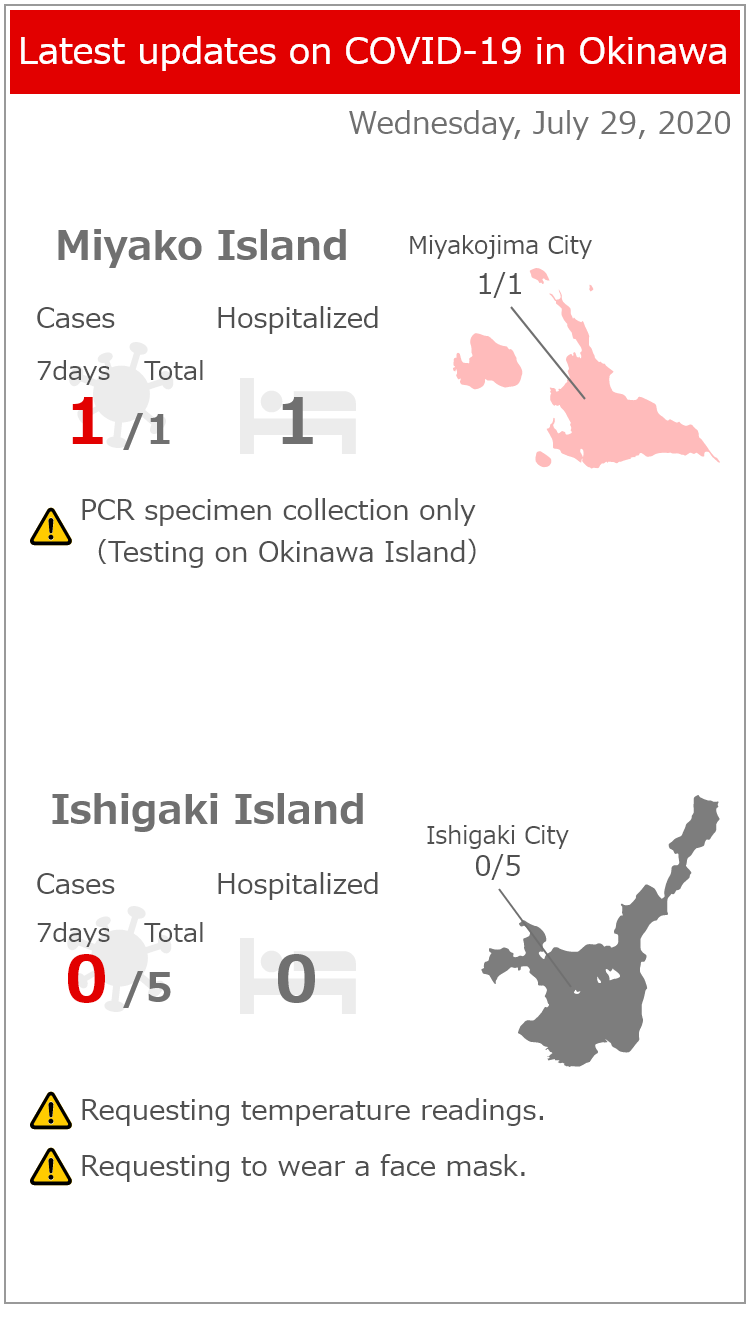 Latest updates on COVID-19 in Okinawa
Wednesday, July 29, 2020
Miyako Island
Miyakojima City
1/1
Cases
Hospitalized
7days
Total
1 /1
1
PCR specimen collection only
（Testing on Okinawa Island）
Ishigaki Island
Ishigaki City
0/5
Cases
Hospitalized
7days
Total
0 /5
0
Requesting temperature readings.
Requesting to wear a face mask.